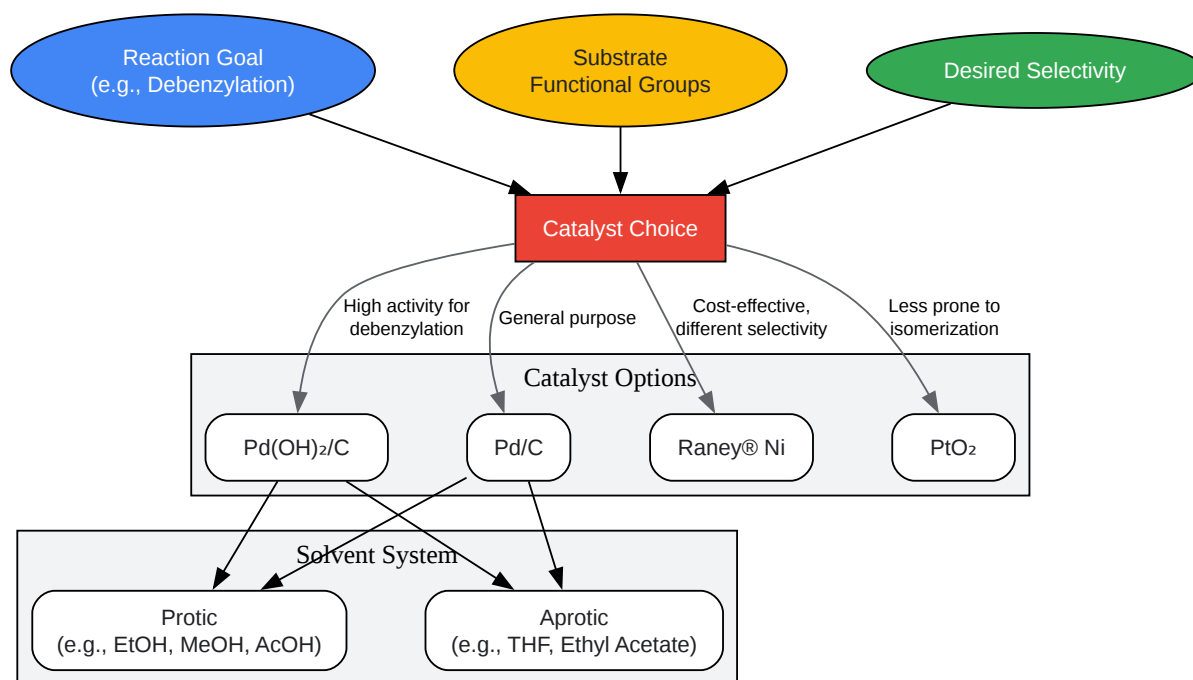 Reaction Goal
(e.g., Debenzylation)
Substrate
Functional Groups
Desired Selectivity
Catalyst Choice
High activity for
debenzylation
General purpose
Cost-effective,
different selectivity
Less prone to
isomerization
Catalyst Options
Pd(OH)₂/C
Pd/C
Raney® Ni
PtO₂
Solvent System
Protic
(e.g., EtOH, MeOH, AcOH)
Aprotic
(e.g., THF, Ethyl Acetate)